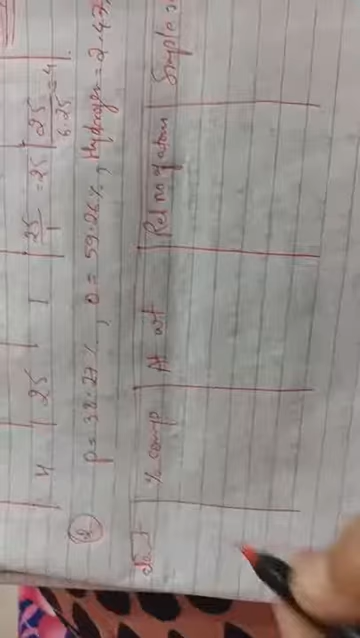 H 25 1 25/1 = 25 25/6.25 = 4
② P = 38.27%, O = 59.26%, Hydrogen = 2.47
% comp At wt Rel no of atom Simple